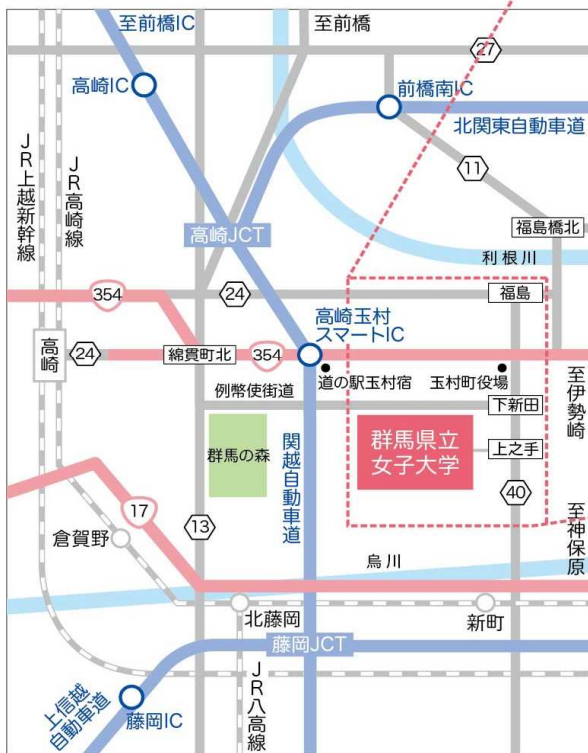 至前橋IC
至前橋
27
高崎IC
前橋南IC
北関東自動車道
JR上越新幹線
JR高崎線
11
高崎JCT
福島橋北
利根川
354
24
福島
高崎玉村
スマートIC
高崎
24
綿貫町北
354
道の駅玉村宿
玉村町役場
至伊勢崎
例幣使街道
下新田
群馬の森
関越自動車道
群馬県立
女子大学
上之手
17
13
40
至神保原
倉賀野
烏川
北藤岡
新町
藤岡JCT
上信越
自動車道
藤岡IC
JR八高線